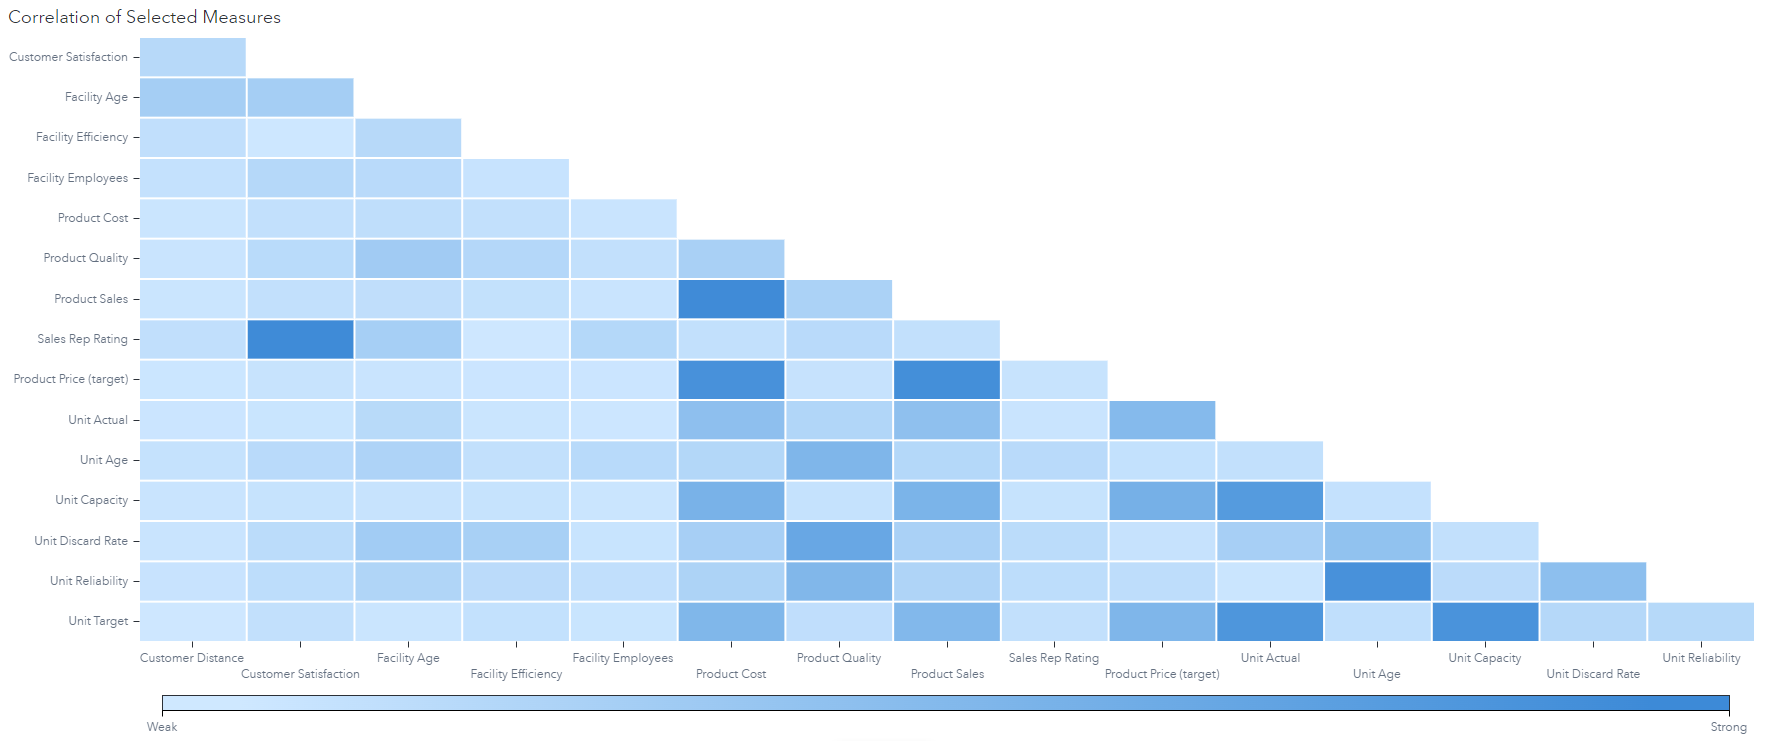 Correlation of Selected Measures
Customer Satisfaction
Facility Age
Facility Efficiency
Facility Employees
Product Cost
Product Quality
Product Sales
Sales Rep Rating
Product Price (target)
Unit Actual
Unit Age
Unit Capacity
Unit Discard Rate
Unit Reliability
Unit Target
Customer Distance Facility Age Facility Employees Product Quality Sales Rep Rating Unit Actual Unit Capacity Unit Reliability
Customer Satisfaction Facility Efficiency Product Cost Product Sales Product Price (target) Unit Age Unit Discard Rate
Weak Strong